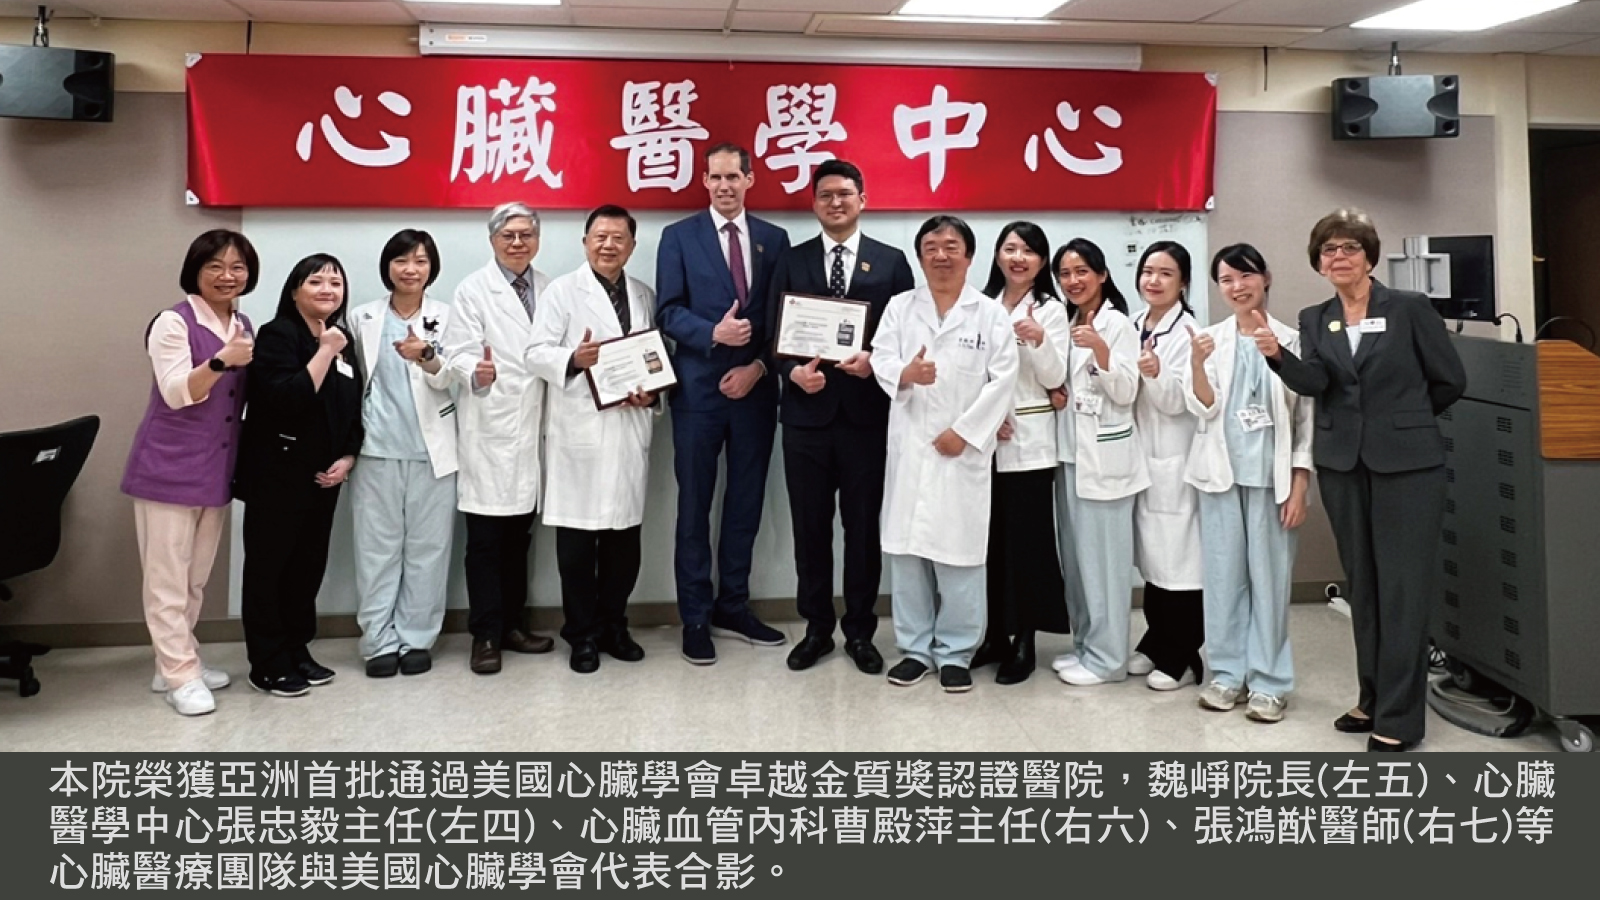 心臟醫學中心
本院榮獲亞洲首批通過美國心臟學會卓越金質獎認證醫院，魏崢院長(左五)、心臟
醫學中心張忠毅主任(左四)、心臟血管內科曹殿萍主任(右六)、張鴻猷醫師(右七)等
心臟醫療團隊與美國心臟學會代表合影。